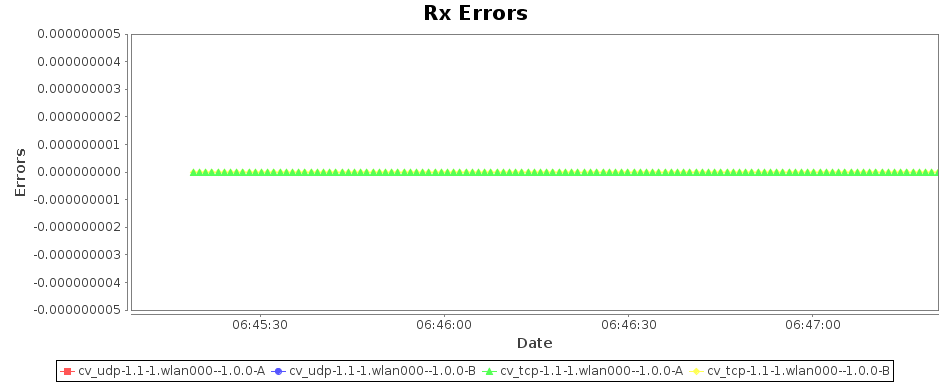 Rx Errors
0.000000005
0.000000004
0.000000003
0.000000002
0.000000001
0.000000000
-0.000000001
-0.000000002
-0.000000003
-0.000000004
-0.000000005
Errors
06:45:30 06:46:00 06:46:30 06:47:00
Date
cv_udp-1.1-1.wlan000--1.0.0-A cv_udp-1.1-1.wlan000--1.0.0-B cv_tcp-1.1-1.wlan000--1.0.0-A cv_tcp-1.1-1.wlan000--1.0.0-B